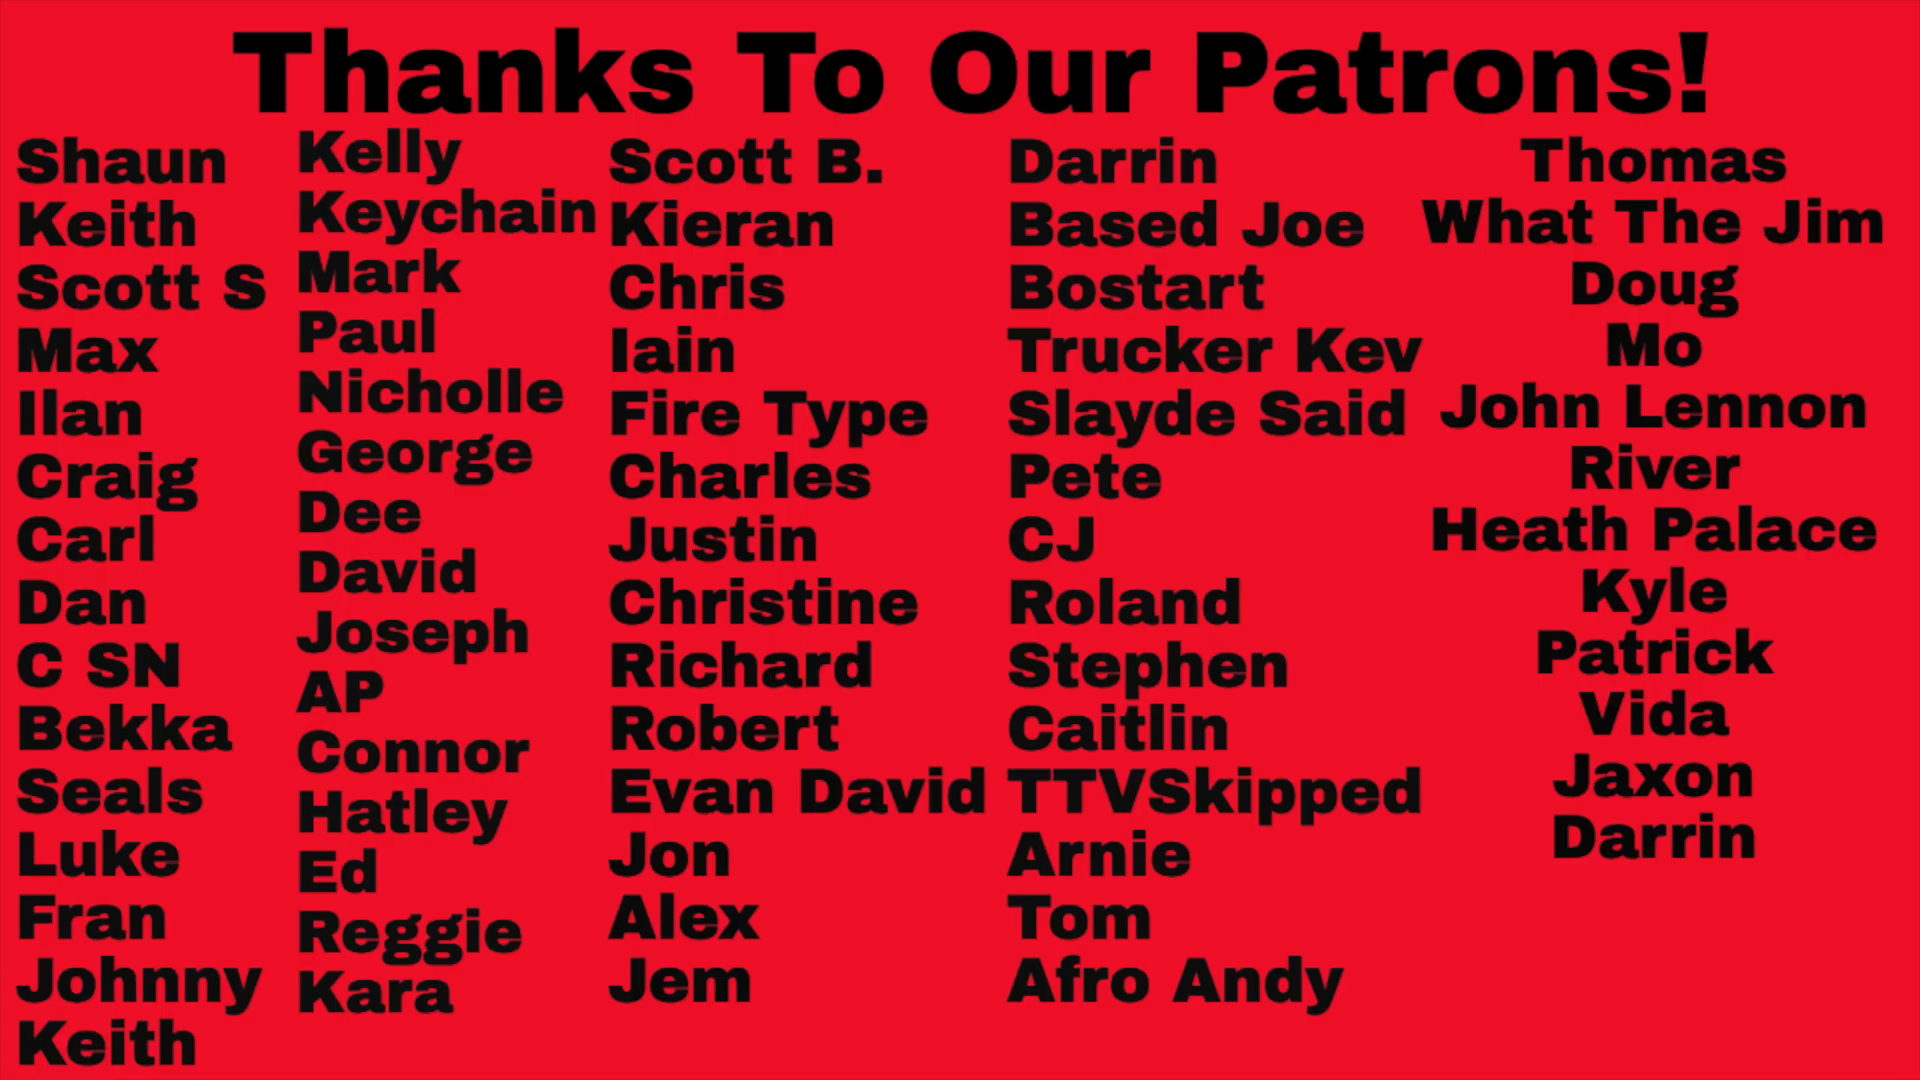 Thanks To Our Patrons!
Shaun
Keith
Scott S
Max
Ilan
Craig
Carl
Dan
C SN
Bekka
Seals
Luke
Fran
Johnny
Keith
Kelly
Keychain
Mark
Paul
Nicholle
George
Dee
David
Joseph
AP
Connor
Hatley
Ed
Reggie
Kara
Scott B.
Kieran
Chris
Iain
Fire Type
Charles
Justin
Christine
Richard
Robert
Evan David
Jon
Alex
Jem
Darrin
Based Joe
Bostart
Trucker Kev
Slayde Said
Pete
CJ
Roland
Stephen
Caitlin
TTVSkipped
Arnie
Tom
Afro Andy
Thomas
What The Jim
Doug
Mo
John Lennon
River
Heath Palace
Kyle
Patrick
Vida
Jaxon
Darrin